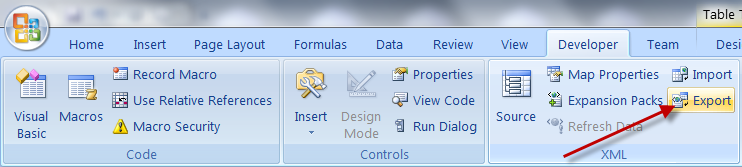 Table T
Home Insert Page Layout Formulas Data Review View Developer Team Desi
Record Macro
Use Relative References
Macro Security
Visual Basic
Macros
Code
Insert
Design Mode
Properties
View Code
Run Dialog
Controls
Source
Map Properties
Expansion Packs
Refresh Data
Import
Export
XML